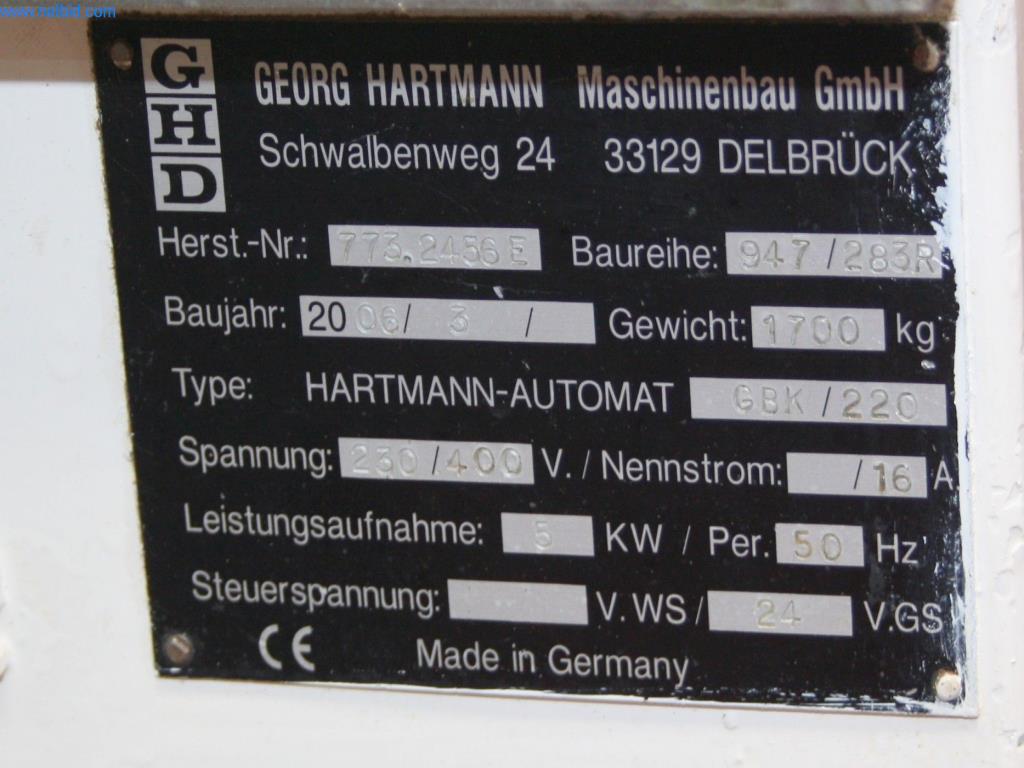 www.netbid.com
GHD
GEORG HARTMANN Maschinenbau GmbH
Schwalbenweg 24 33129 DELBRÜCK
Herst.-Nr.: 773.2456 E Baureihe: 947/283R
Baujahr: 2006/ 3 / Gewicht: 1700 kg
Type: HARTMANN-AUTOMAT GBK/220
Spannung: 230/400 V. / Nennstrom: /16 A.
Leistungsaufnahme: 5 KW / Per. 50 Hz
Steuerspannung: V.WS/ 24 V.GS
CE Made in Germany